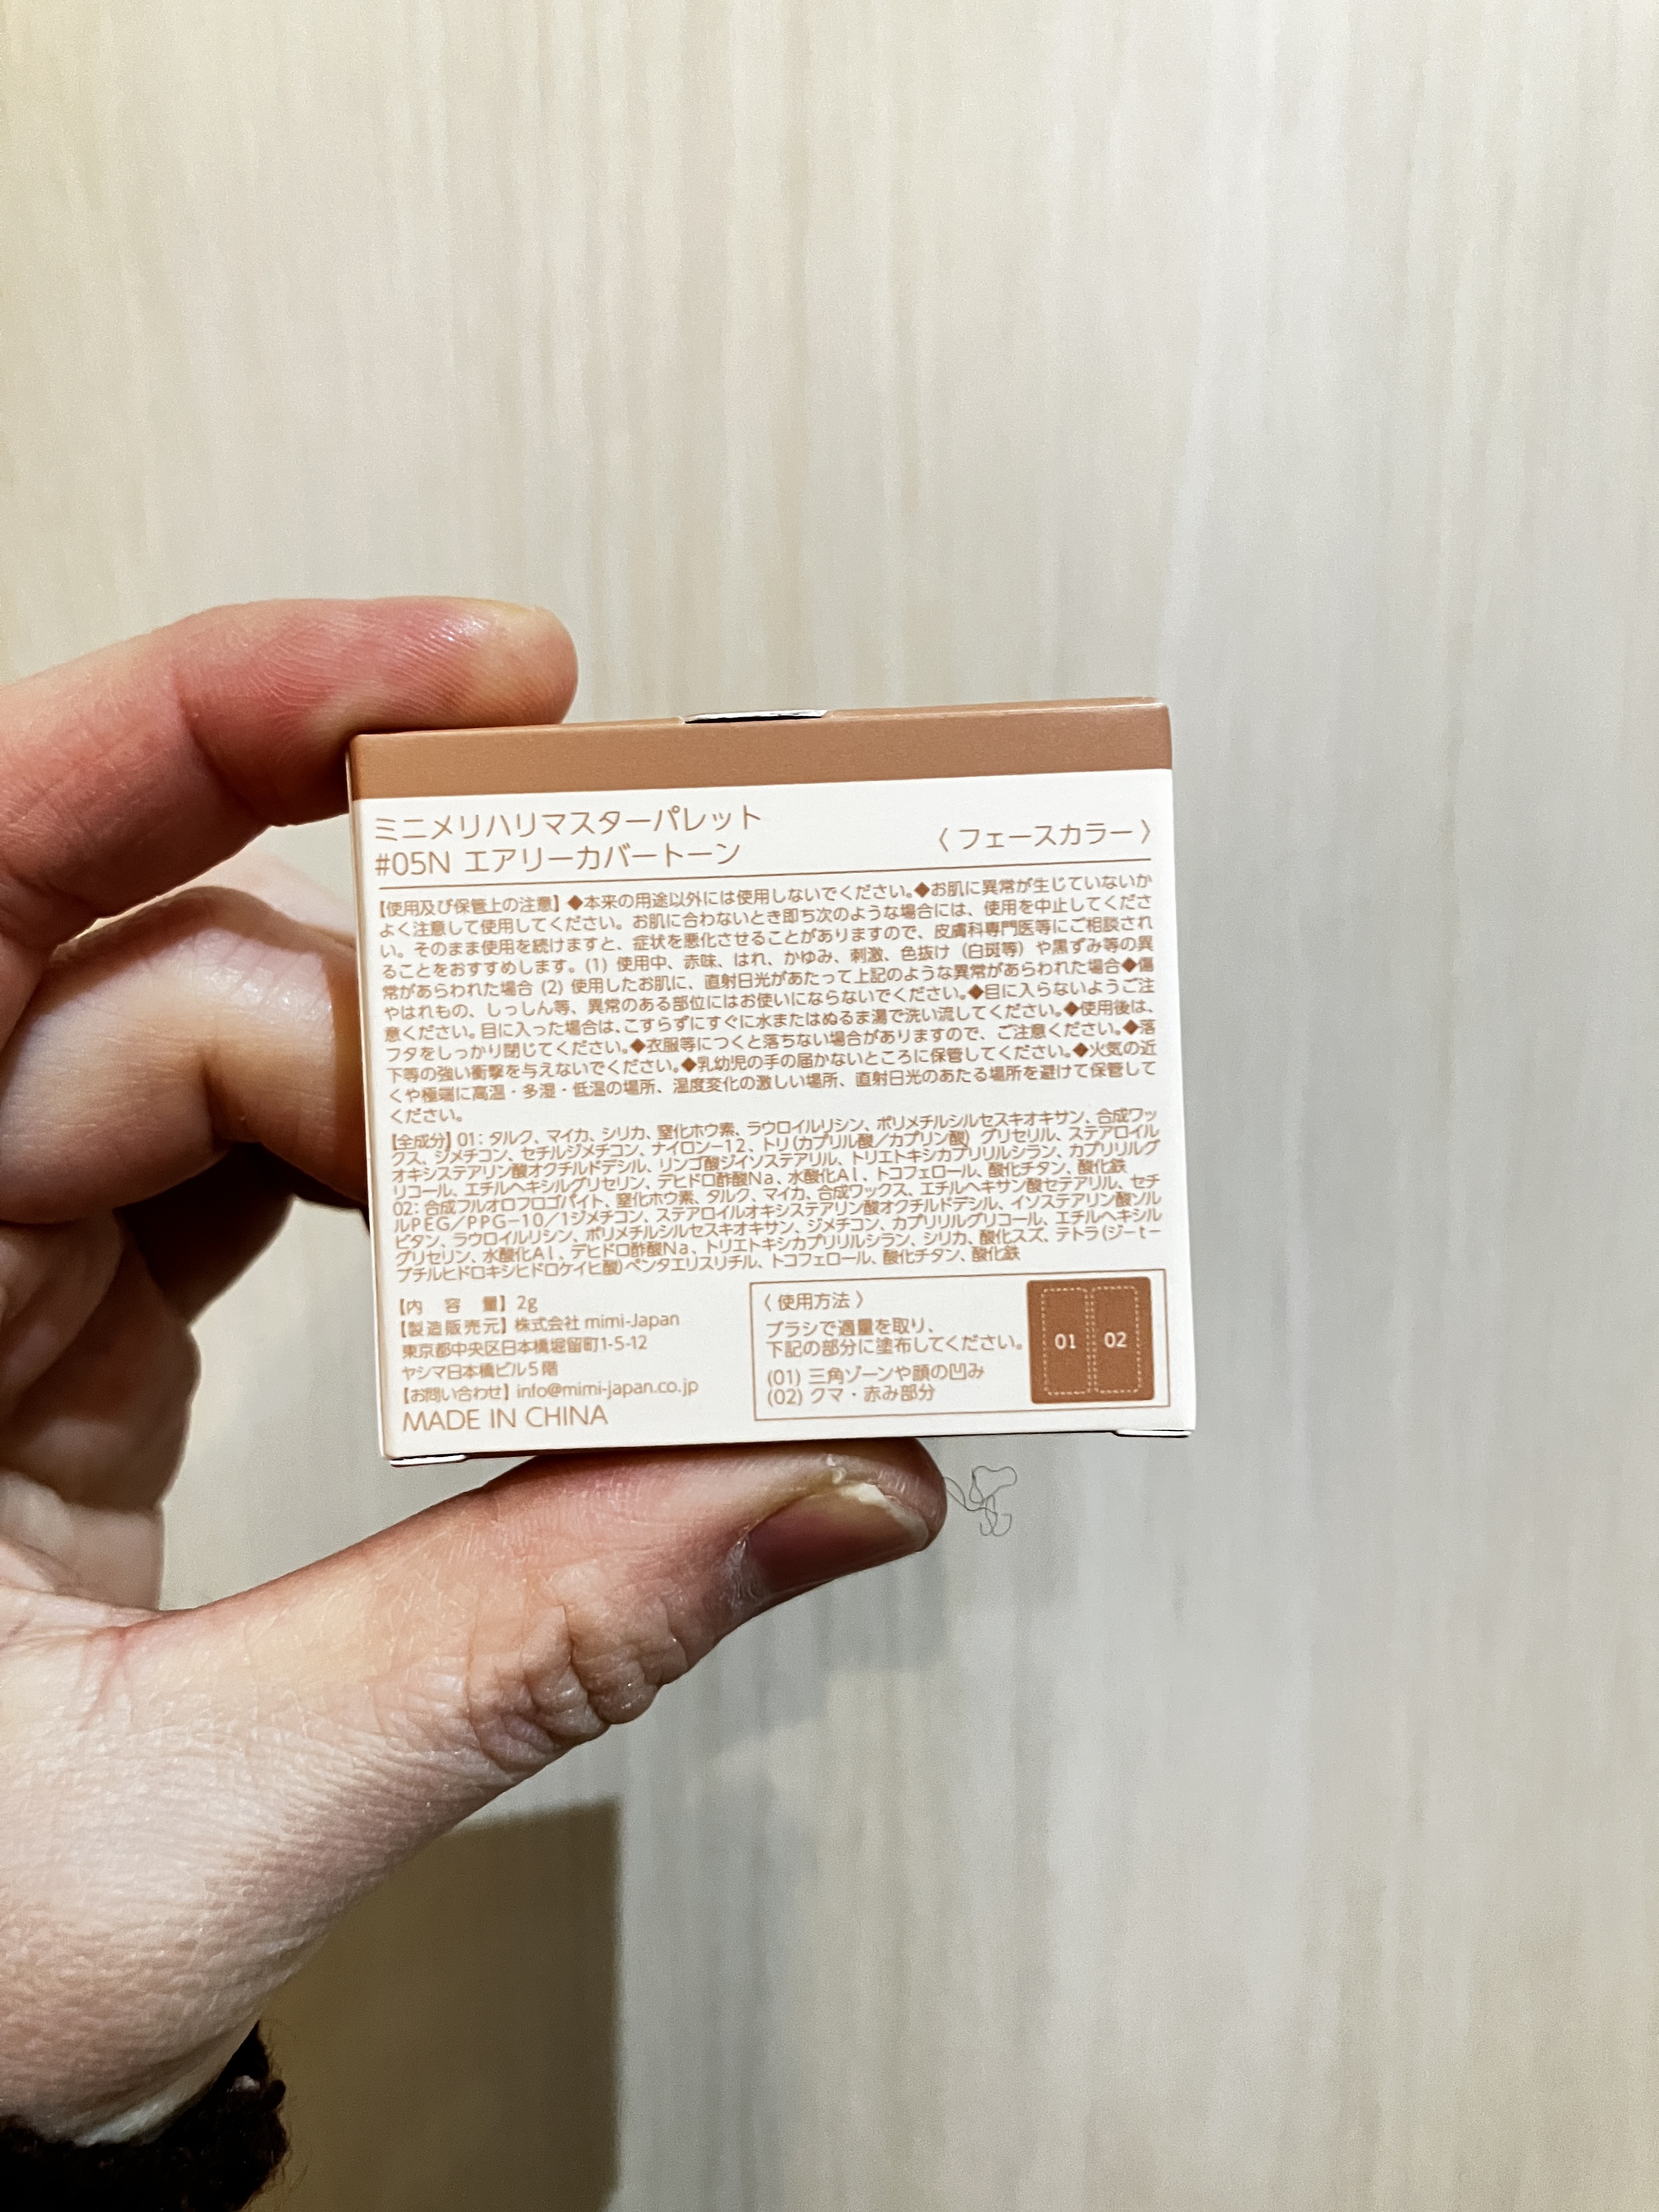 ミニメリハリマスターパレット
#05N エアリーカバートーン
〈 フェースカラー 〉
【使用及び保管上の注意】◆本来の用途以外には使用しないでください。◆お肌に異常が生じていないか
よく注意して使用してください。お肌に合わないとき即ち次のような場合には、使用を中止してくださ
い。そのまま使用を続けますと、症状を悪化させることがありますので、皮膚科専門医等にご相談され
ることをおすすめします。(1) 使用中、赤味、はれ、かゆみ、刺激、色抜け（白斑等）や黒ずみ等の異
常があらわれた場合 (2) 使用したお肌に、直射日光があたって上記のような異常があらわれた場合◆傷
やはれもの、しっしん等、異常のある部位にはお使いにならないでください。◆目に入らないようご注
意ください。目に入った場合は、こすらずにすぐに水またはぬるま湯で洗い流してください。◆使用後は、
フタをしっかり閉じてください。◆衣服等につくと落ちない場合がありますので、ご注意ください。◆落
下等の強い衝撃を与えないでください。◆乳幼児の手の届かないところに保管してください。◆火気の近
くや極端に高温・多湿・低温の場所、温度変化の激しい場所、直射日光のあたる場所を避けて保管して
ください。
【全成分】01：タルク、マイカ、シリカ、窒化ホウ素、ラウロイルリシン、ポリメチルシルセスキオキサン、合成ワッ
クス、ジメチコン、セチルジメチコン、ナイロン－12、トリ（カプリル酸／カプリン酸）グリセリル、ステアロイル
オキシステアリン酸オクチルドデシル、リンゴ酸ジイソステアリル、トリエトキシカプリリルシラン、カプリリルグ
リコール、エチルヘキシルグリセリン、デヒドロ酢酸Na、水酸化Al、トコフェロール、酸化チタン、酸化鉄
02：合成フルオロフロゴパイト、窒化ホウ素、タルク、マイカ、合成ワックス、エチルヘキサン酸セテアリル、セチ
ルPEG／PPG－10／1ジメチコン、ステアロイルオキシステアリン酸オクチルドデシル、イソステアリン酸ソル
ビタン、ラウロイルリシン、ポリメチルシルセスキオキサン、ジメチコン、カプリリルグリコール、エチルヘキシル
グリセリン、水酸化Al、デヒドロ酢酸Na、トリエトキシカプリリルシラン、シリカ、酸化スズ、テトラ（ジ－t－
ブチルヒドロキシヒドロケイヒ酸）ペンタエリスリチル、トコフェロール、酸化チタン、酸化鉄
【内　容　量】2g
【製造販売元】株式会社 mimi-Japan
東京都中央区日本橋堀留町1-5-12
ヤシマ日本橋ビル5階
【お問い合わせ】info@mimi-japan.co.jp
MADE IN CHINA
〈 使用方法 〉
ブラシで適量を取り、
下記の部分に塗布してください。
(01) 三角ゾーンや顔の凹み
(02) クマ・赤み部分
01 02